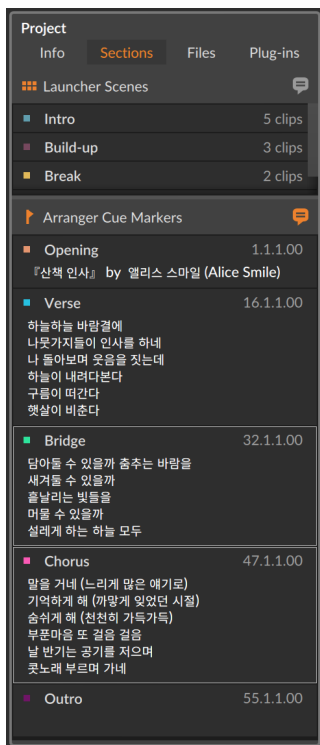 Project
Info Sections Files Plug-ins
Launcher Scenes
Intro 5 clips
Build-up 3 clips
Break 2 clips
Arranger Cue Markers
Opening 1.1.1.00
『산책 인사』 by 앨리스 스마일 (Alice Smile)
Verse 16.1.1.00
하늘하늘 바람결에
나뭇가지들이 인사를 하네
나 돌아보며 웃음을 짓는데
하늘이 내려다본다
구름이 떠간다
햇살이 비춘다
Bridge 32.1.1.00
담아둘 수 있을까 춤추는 바람을
새겨둘 수 있을까
흩날리는 빛들을
머물 수 있을까
설레게 하는 하늘 모두
Chorus 47.1.1.00
말을 거네 (느리게 많은 얘기로)
기억하게 해 (까맣게 잊었던 시절)
숨쉬게 해 (천천히 가득가득)
부푼마음 또 걸음 걸음
날 반기는 공기를 저으며
콧노래 부르며 가네
Outro 55.1.1.00